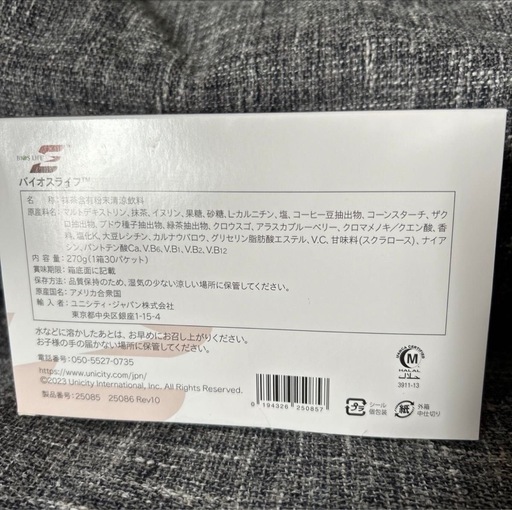 BIOS LIFE
バイオスライフ™
名　　称：抹茶含有粉末清涼飲料
原材料名：マルトデキストリン、抹茶、イヌリン、果糖、砂糖、L-カルニチン、塩、コーヒー豆抽出物、コーンスターチ、ザク
ロ抽出物、ブドウ種子抽出物、緑茶抽出物、クロウスゴ、アラスカブルーベリー、クロマメノキ／クエン酸、香
料、塩化K、大豆レシチン、カルナウバロウ、グリセリン脂肪酸エステル、V.C、甘味料(スクラロース)、ナイア
シン、パントテン酸Ca、V.B6、V.B1、V.B2、V.B12
内 容 量：270g(1箱30パケット)
賞味期限：箱底面に記載
保存方法：品質保持のため、湿気の少ない涼しい場所に保管してください。
原産国名：アメリカ合衆国
輸 入 者：ユニシティ・ジャパン株式会社
東京都中央区銀座1-15-4
水などに溶かしたあとは、お早めにお召し上がりください。
お子様の手の届かない場所に保管してください。
電話番号：050-5527-0735
https://www.unicity.com/jpn/
©2023 Unicity International, Inc. All Rights Reserved.
製品番号：25085　25086 Rev10
0 194326 250857
HALAL
3911-13
プラ
シール
個包装
紙
外箱
中仕切り